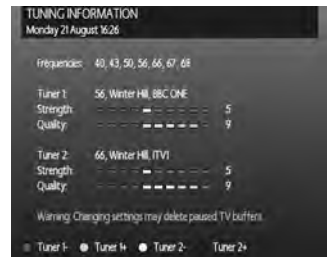 TUNING INFORMATION
Monday 21 August 16:26
Frequencies: 40, 43, 50, 56, 66, 67, 68
Tuner 1: 56, Winter Hill, BBC ONE
Strength: 5
Quality: 9
Tuner 2: 66, Winter Hill, ITV1
Strength: 5
Quality: 9
Warning: Changing settings may delete paused TV buffers.
Tuner 1- Tuner 1+ Tuner 2- Tuner 2+